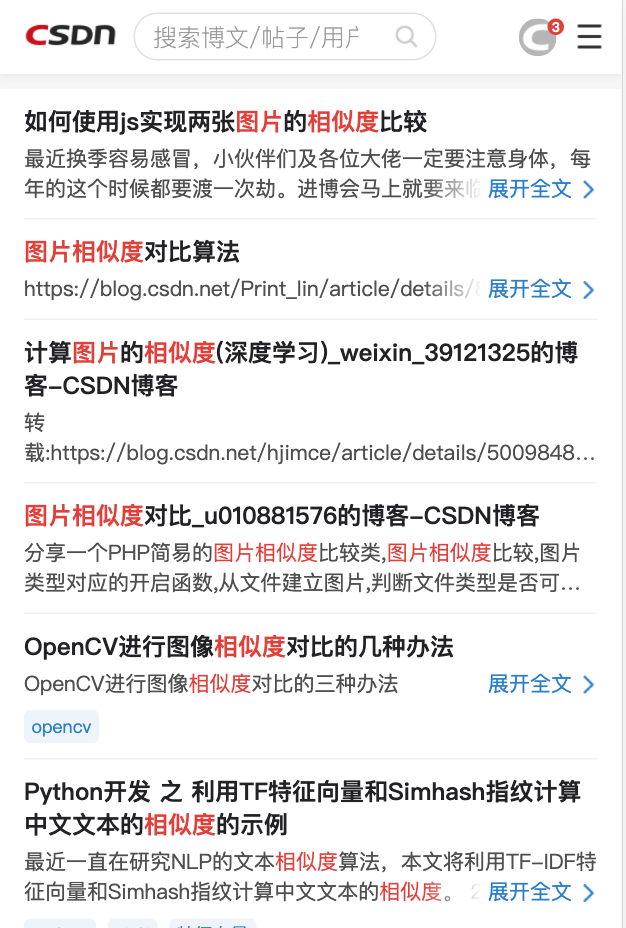 CSDN
搜索博文/帖子/用户
3
如何使用js实现两张图片的相似度比较
最近换季容易感冒，小伙伴们及各位大佬一定要注意身体，每
年的这个时候都要渡一次劫。进博会马上就要来临 展开全文
图片相似度对比算法
https://blog.csdn.net/Print_lin/article/details/8 展开全文
计算图片的相似度(深度学习)_weixin_39121325的博
客-CSDN博客
转
载:https://blog.csdn.net/hjimce/article/details/5009848...
图片相似度对比_u010881576的博客-CSDN博客
分享一个PHP简易的图片相似度比较类,图片相似度比较,图片
类型对应的开启函数,从文件建立图片,判断文件类型是否可...
OpenCV进行图像相似度对比的几种办法
OpenCV进行图像相似度对比的三种办法 展开全文
opencv
Python开发 之 利用TF特征向量和Simhash指纹计算
中文文本的相似度的示例
最近一直在研究NLP的文本相似度算法，本文将利用TF-IDF特
征向量和Simhash指纹计算中文文本的相似度。 2 展开全文